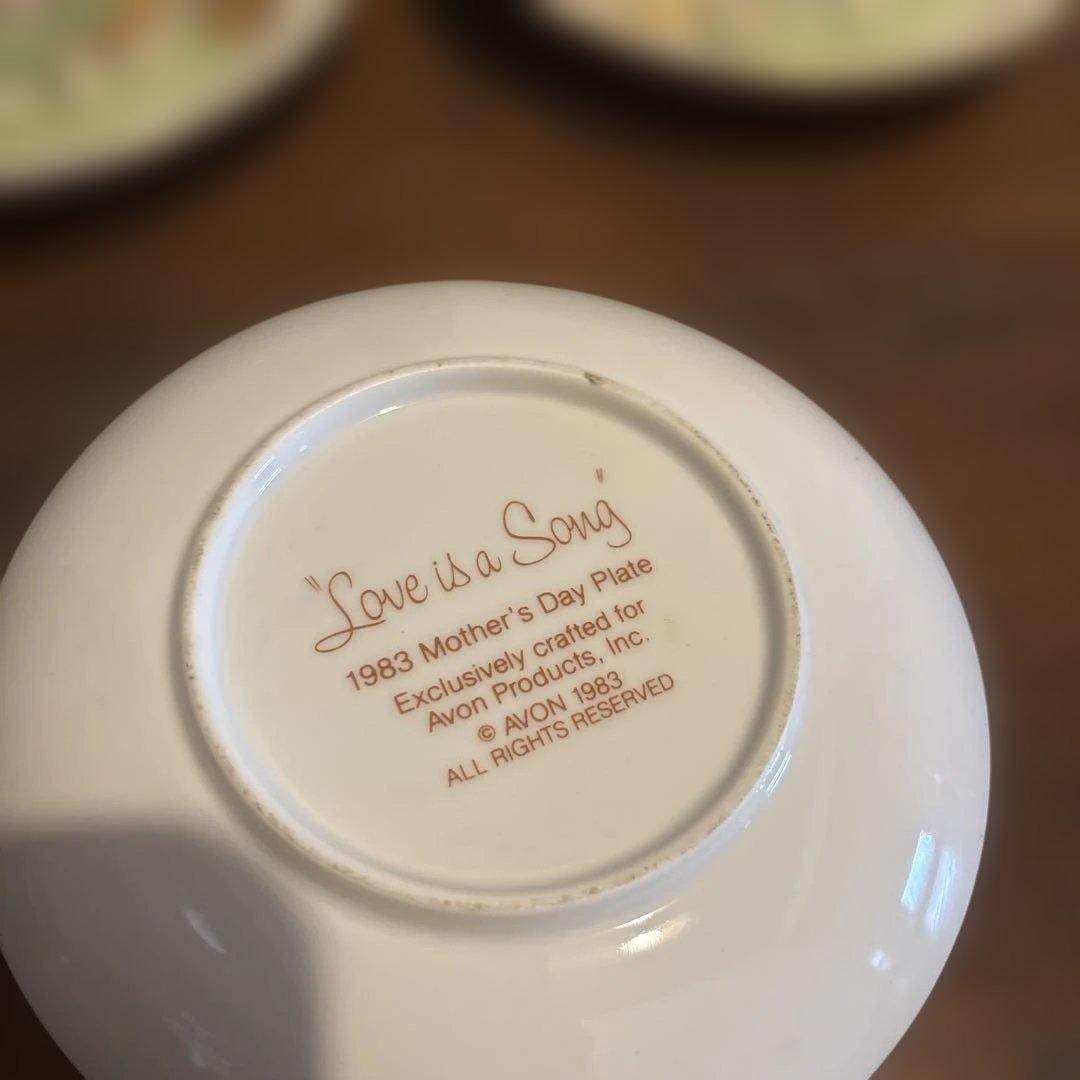 "Love is a Song"
1983 Mother's Day Plate
Exclusively crafted for
Avon Products, Inc.
© AVON 1983
ALL RIGHTS RESERVED